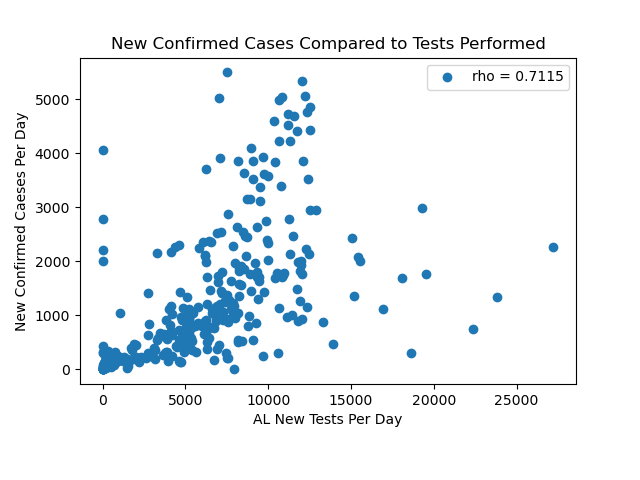 New Confirmed Cases Compared to Tests Performed
rho = 0.7115
New Confirmed Caeses Per Day
5000
4000
3000
2000
1000
0
0 5000 10000 15000 20000 25000
AL New Tests Per Day